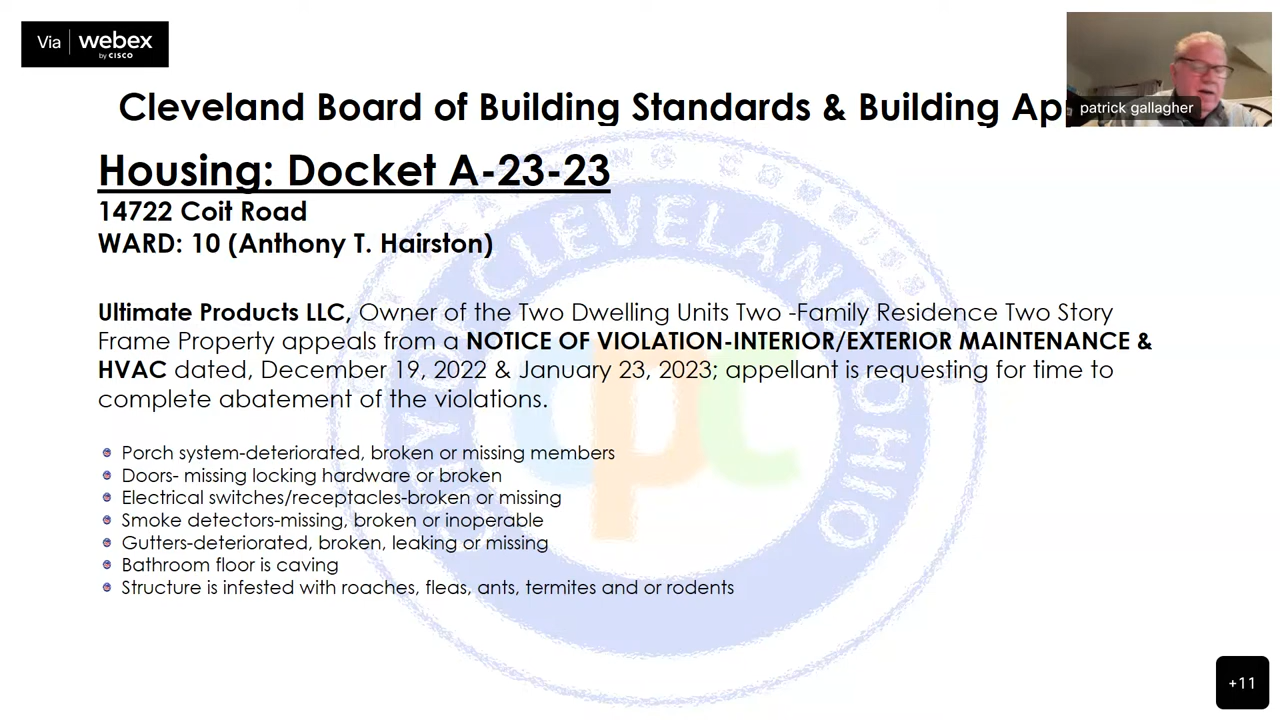 Via webex
by CISCO
patrick gallagher
Cleveland Board of Building Standards & Building Ap
Housing: Docket A-23-23
14722 Coit Road
WARD: 10 (Anthony T. Hairston)
Ultimate Products LLC, Owner of the Two Dwelling Units Two -Family Residence Two Story
Frame Property appeals from a NOTICE OF VIOLATION-INTERIOR/EXTERIOR MAINTENANCE &
HVAC dated, December 19, 2022 & January 23, 2023; appellant is requesting for time to
complete abatement of the violations.
Porch system-deteriorated, broken or missing members
Doors- missing locking hardware or broken
Electrical switches/receptacles-broken or missing
Smoke detectors-missing, broken or inoperable
Gutters-deteriorated, broken, leaking or missing
Bathroom floor is caving
Structure is infested with roaches, fleas, ants, termites and or rodents
CITY OF CLEVELAND OHIO
cpc
+11